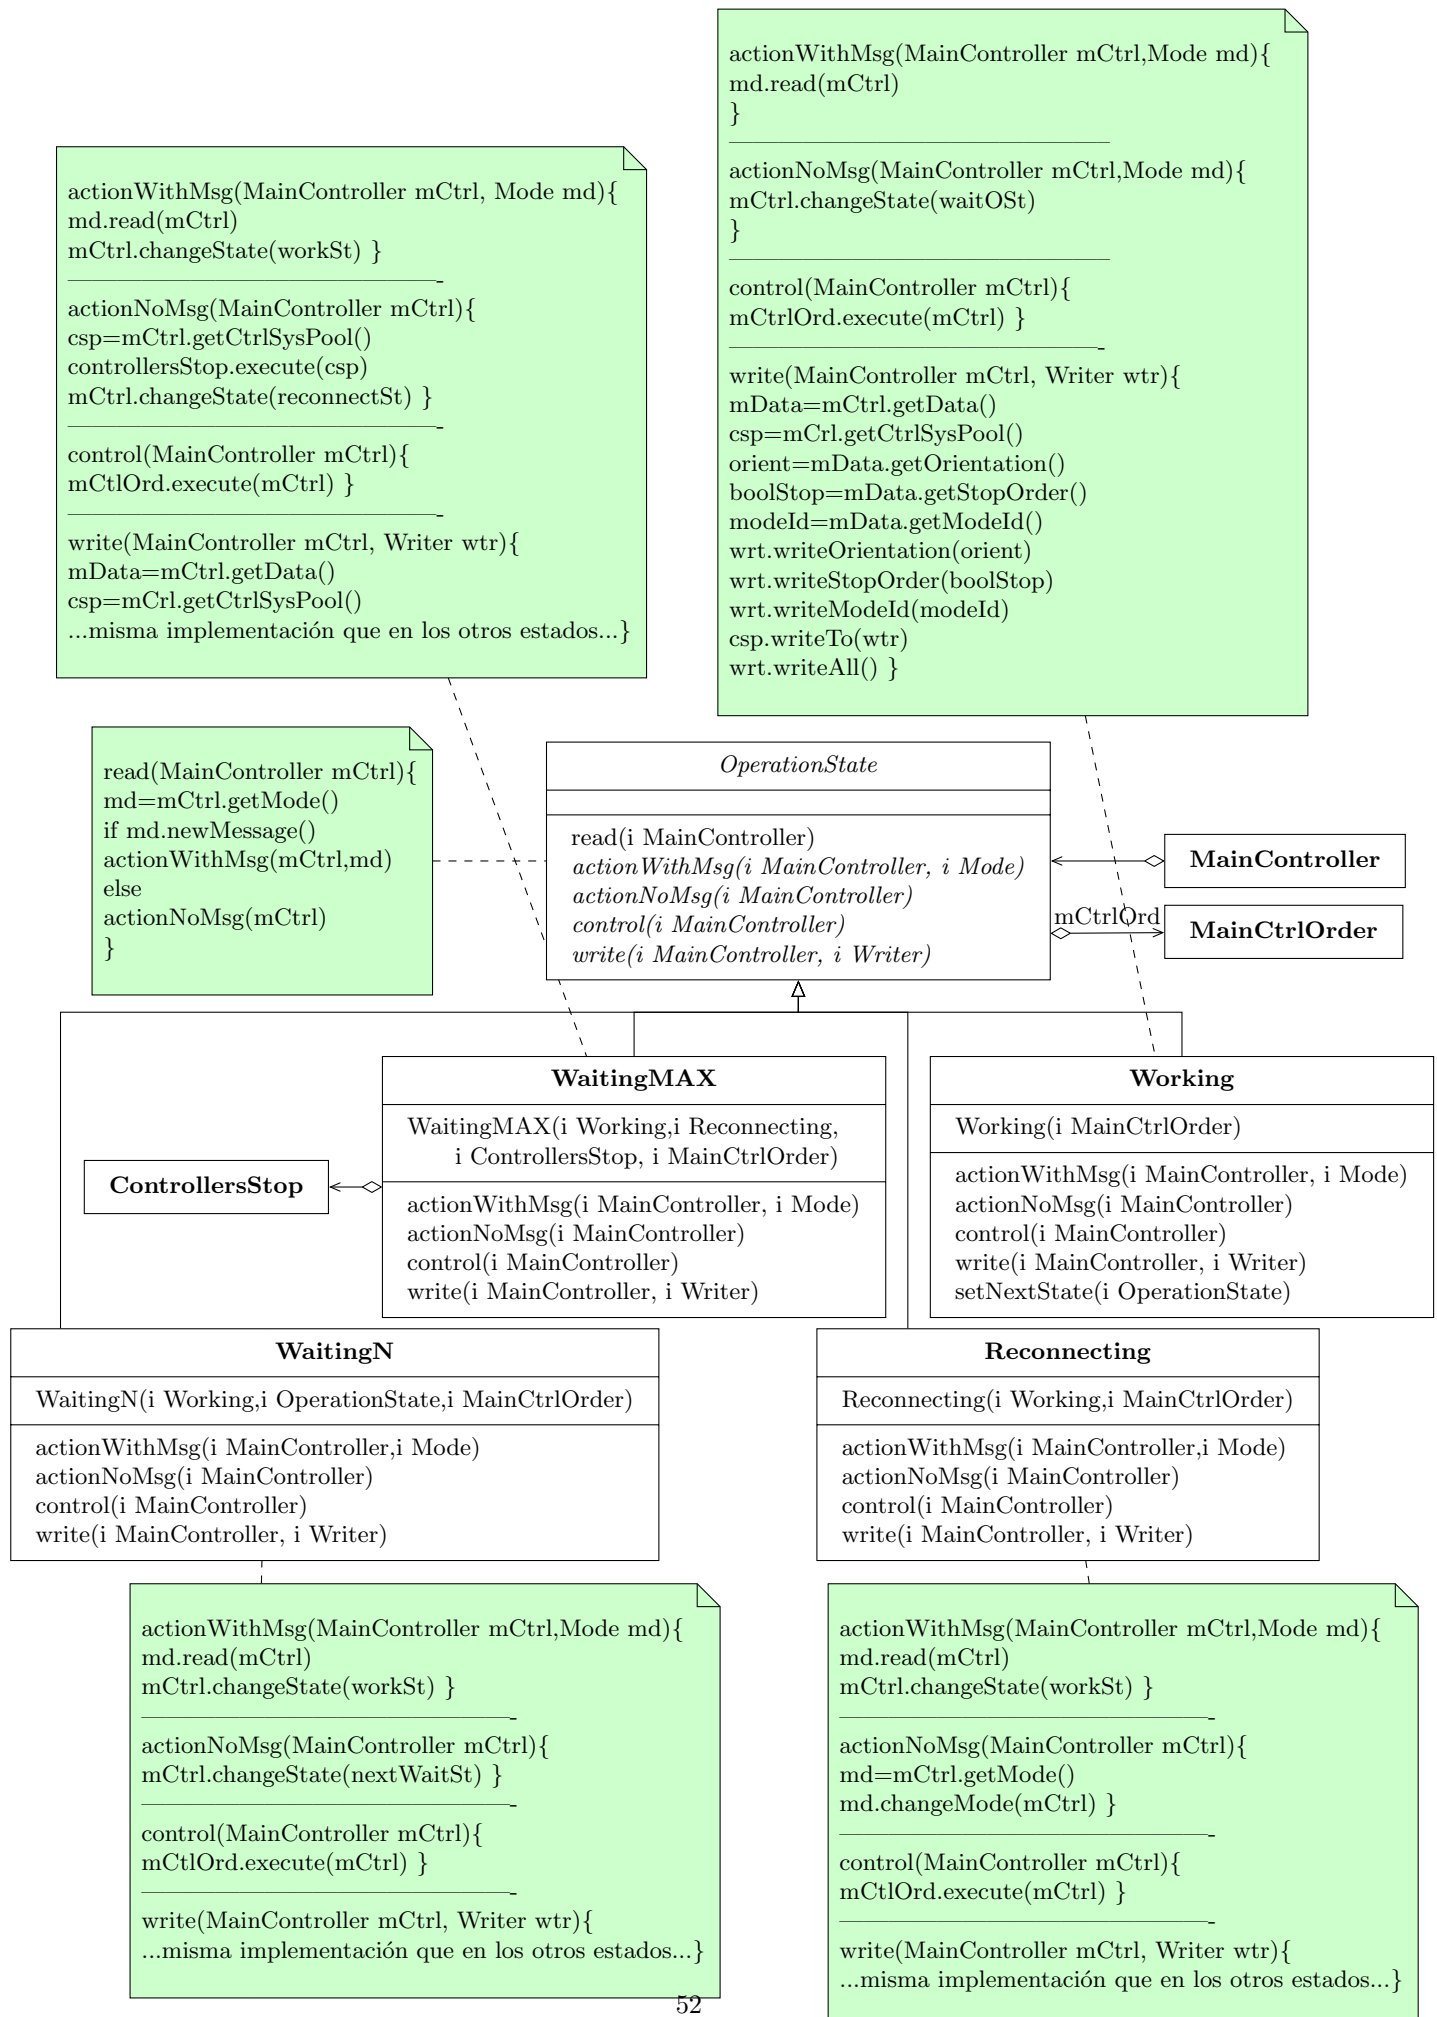 actionWithMsg(MainController mCtrl,Mode md){
md.read(mCtrl)
}
actionNoMsg(MainController mCtrl,Mode md){
mCtrl.changeState(waitOSt)
}
control(MainController mCtrl){
mCtrlOrd.execute(mCtrl) }
write(MainController mCtrl, Writer wtr){
mData=mCtrl.getData()
csp=mCrl.getCtrlSysPool()
orient=mData.getOrientation()
boolStop=mData.getStopOrder()
modeId=mData.getModeId()
wrt.writeOrientation(orient)
wrt.writeStopOrder(boolStop)
wrt.writeModeId(modeId)
csp.writeTo(wtr)
wrt.writeAll() }
actionWithMsg(MainController mCtrl, Mode md){
md.read(mCtrl)
mCtrl.changeState(workSt) }
actionNoMsg(MainController mCtrl){
csp=mCtrl.getCtrlSysPool()
controllersStop.execute(csp)
mCtrl.changeState(reconnectSt) }
control(MainController mCtrl){
mCtlOrd.execute(mCtrl) }
write(MainController mCtrl, Writer wtr){
mData=mCtrl.getData()
csp=mCrl.getCtrlSysPool()
...misma implementación que en los otros estados...}
read(MainController mCtrl){
md=mCtrl.getMode()
if md.newMessage()
actionWithMsg(mCtrl,md)
else
actionNoMsg(mCtrl)
}
OperationState
read(i MainController)
actionWithMsg(i MainController, i Mode)
actionNoMsg(i MainController)
control(i MainController)
write(i MainController, i Writer)
MainController
mCtrlOrd
MainCtrlOrder
WaitingMAX
WaitingMAX(i Working,i Reconnecting,
i ControllersStop, i MainCtrlOrder)
actionWithMsg(i MainController, i Mode)
actionNoMsg(i MainController)
control(i MainController)
write(i MainController, i Writer)
Working
Working(i MainCtrlOrder)
actionWithMsg(i MainController, i Mode)
actionNoMsg(i MainController)
control(i MainController)
write(i MainController, i Writer)
setNextState(i OperationState)
ControllersStop
WaitingN
WaitingN(i Working,i OperationState,i MainCtrlOrder)
actionWithMsg(i MainController,i Mode)
actionNoMsg(i MainController)
control(i MainController)
write(i MainController, i Writer)
Reconnecting
Reconnecting(i Working,i MainCtrlOrder)
actionWithMsg(i MainController,i Mode)
actionNoMsg(i MainController)
control(i MainController)
write(i MainController, i Writer)
actionWithMsg(MainController mCtrl,Mode md){
md.read(mCtrl)
mCtrl.changeState(workSt) }
actionNoMsg(MainController mCtrl){
mCtrl.changeState(nextWaitSt) }
control(MainController mCtrl){
mCtlOrd.execute(mCtrl) }
write(MainController mCtrl, Writer wtr){
...misma implementación que en los otros estados...}
actionWithMsg(MainController mCtrl,Mode md){
md.read(mCtrl)
mCtrl.changeState(workSt) }
actionNoMsg(MainController mCtrl){
md=mCtrl.getMode()
md.changeMode(mCtrl) }
control(MainController mCtrl){
mCtlOrd.execute(mCtrl) }
write(MainController mCtrl, Writer wtr){
...misma implementación que en los otros estados...}
52